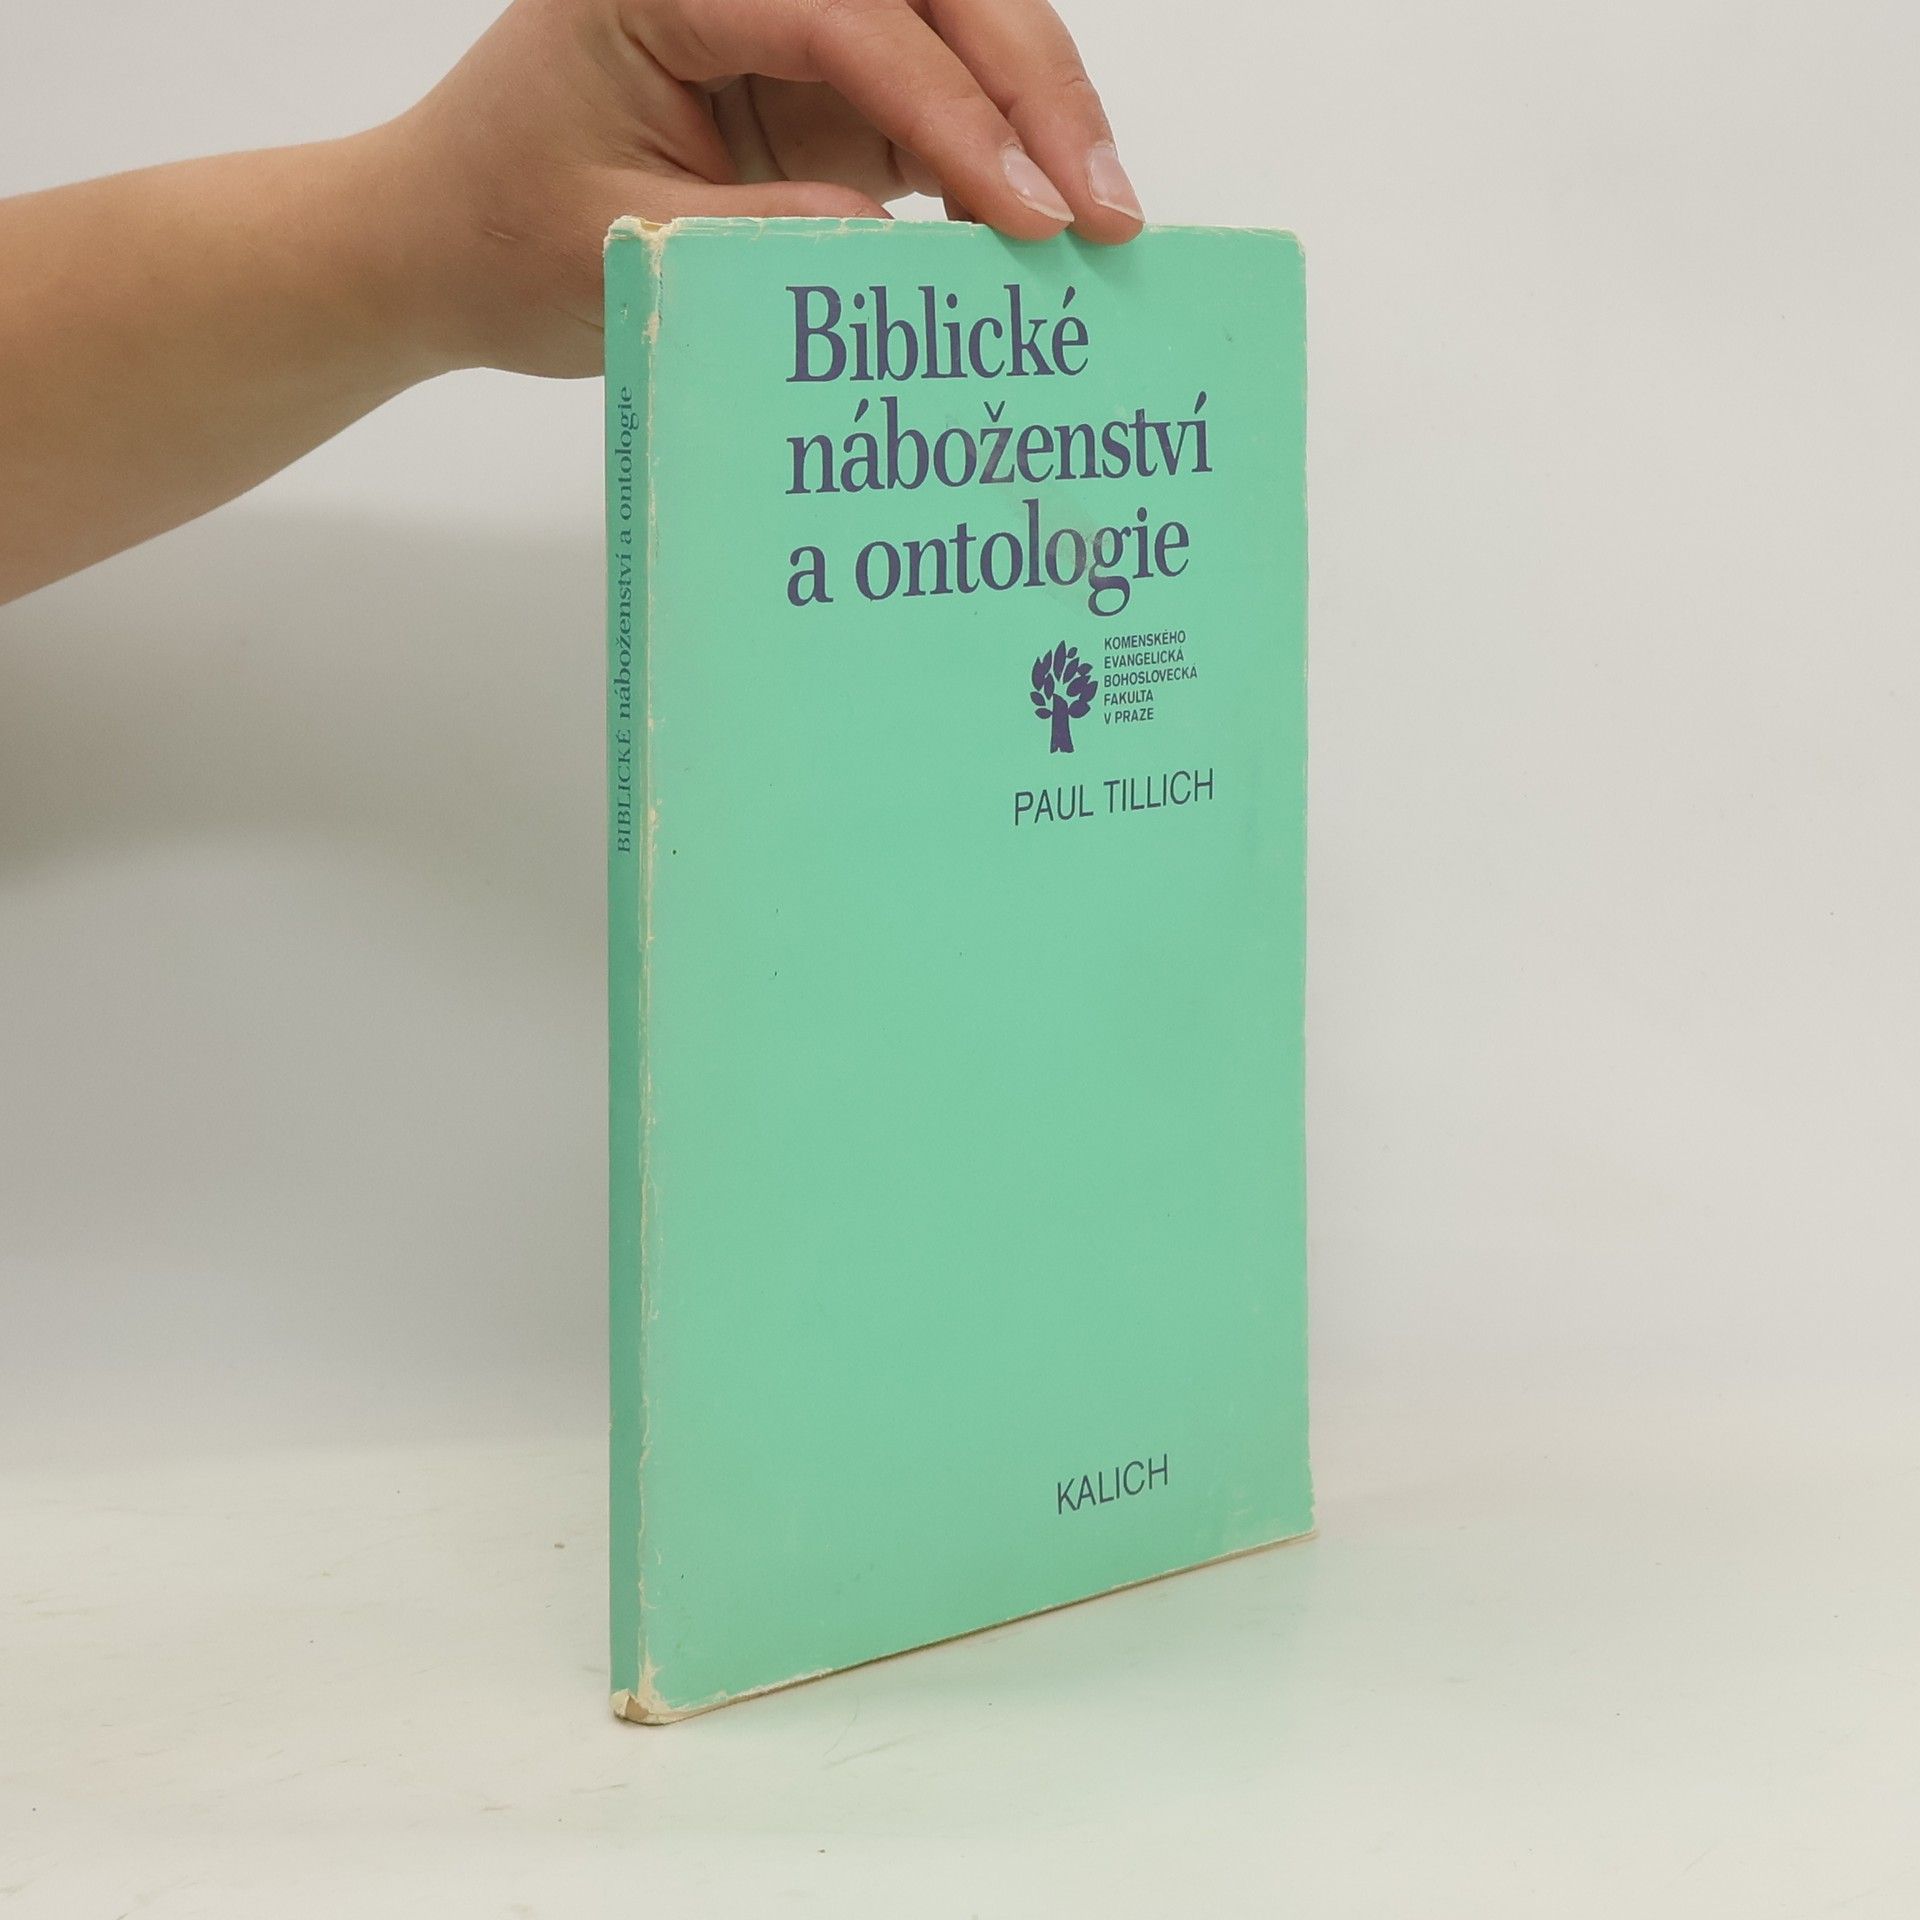 BIBLICKÉ náboženství a ontologie
Biblické
náboženství
a ontologie
KOMENSKÉHO
EVANGELICKÁ
BOHOSLOVECKÁ
FAKULTA
V PRAZE
PAUL TILLICH
KALICH